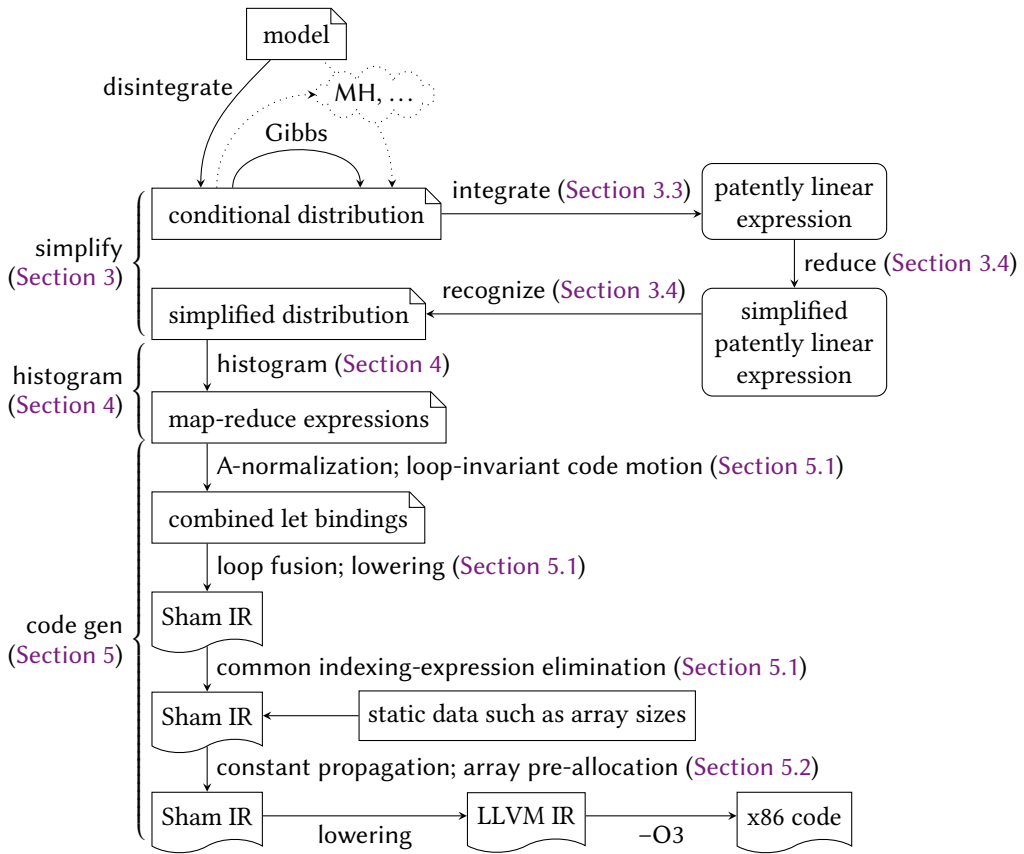 model
disintegrate
MH, …
Gibbs
conditional distribution
integrate (Section 3.3)
patently linear
expression
simplify
(Section 3)
reduce (Section 3.4)
simplified distribution
recognize (Section 3.4)
simplified
patently linear
expression
histogram
(Section 4)
histogram (Section 4)
map-reduce expressions
A-normalization; loop-invariant code motion (Section 5.1)
combined let bindings
loop fusion; lowering (Section 5.1)
code gen
(Section 5)
Sham IR
common indexing-expression elimination (Section 5.1)
Sham IR
static data such as array sizes
constant propagation; array pre-allocation (Section 5.2)
Sham IR
lowering
LLVM IR
–O3
x86 code